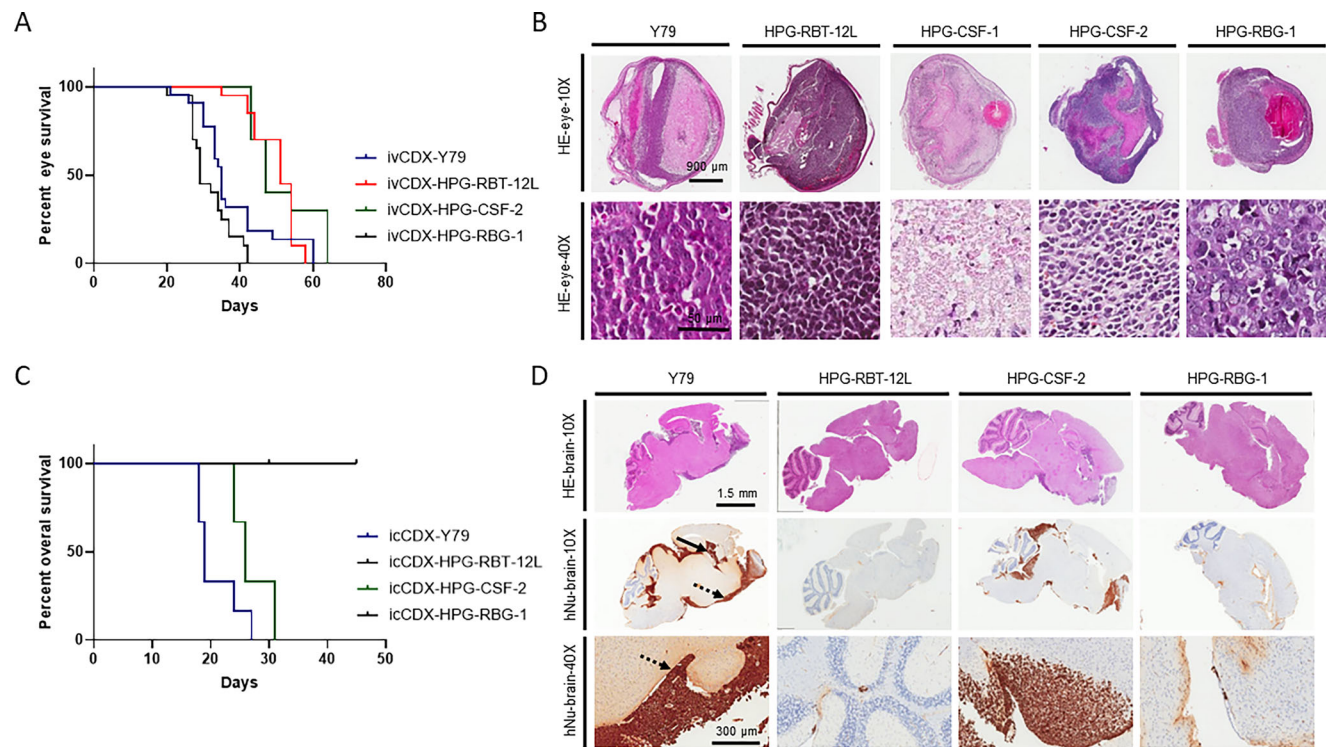 A
Percent eye survival
100
50
0
0 20 40 60 80
Days
ivCDX-Y79
ivCDX-HPG-RBT-12L
ivCDX-HPG-CSF-2
ivCDX-HPG-RBG-1
B
Y79 HPG-RBT-12L HPG-CSF-1 HPG-CSF-2 HPG-RBG-1
HE-eye-10X
900 µm
HE-eye-40X
50 µm
C
Percent overal survival
100
50
0
0 10 20 30 40 50
Days
icCDX-Y79
icCDX-HPG-RBT-12L
icCDX-HPG-CSF-2
icCDX-HPG-RBG-1
D
Y79 HPG-RBT-12L HPG-CSF-2 HPG-RBG-1
HE-brain-10X
1.5 mm
hNu-brain-10X
hNu-brain-40X
300 µm